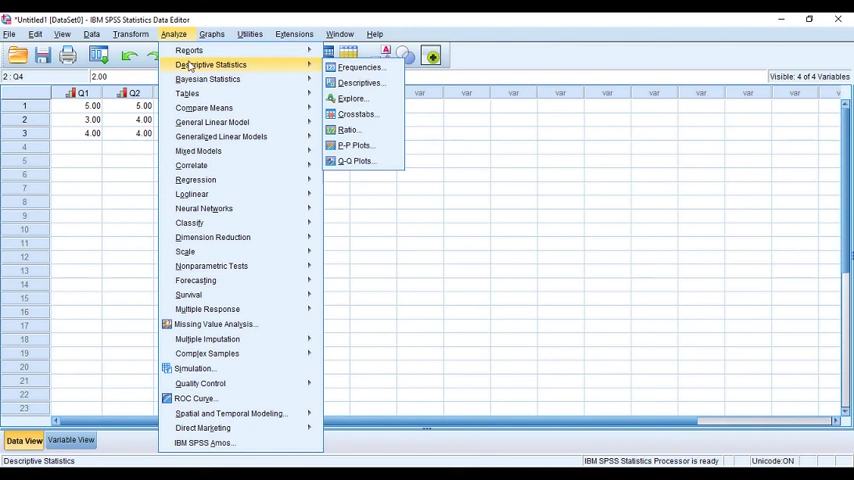 *Untitled1 [DataSet0] - IBM SPSS Statistics Data Editor
File Edit View Data Transform Analyze Graphs Utilities Extensions Window Help
2 : Q4 2.00 Visible: 4 of 4 Variables
Q1 Q2 var var var var var var var var var
1 5.00 5.00
2 3.00 4.00
3 4.00 4.00
4
5
6
7
8
9
10
11
12
13
14
15
16
17
18
19
20
21
22
23
Reports
Descriptive Statistics
Bayesian Statistics
Tables
Compare Means
General Linear Model
Generalized Linear Models
Mixed Models
Correlate
Regression
Loglinear
Neural Networks
Classify
Dimension Reduction
Scale
Nonparametric Tests
Forecasting
Survival
Multiple Response
Missing Value Analysis...
Multiple Imputation
Complex Samples
Simulation...
Quality Control
ROC Curve...
Spatial and Temporal Modeling...
Direct Marketing
IBM SPSS Amos...
Frequencies...
Descriptives...
Explore...
Crosstabs...
Ratio...
P-P Plots...
Q-Q Plots...
Data View Variable View
Descriptive Statistics IBM SPSS Statistics Processor is ready Unicode:ON